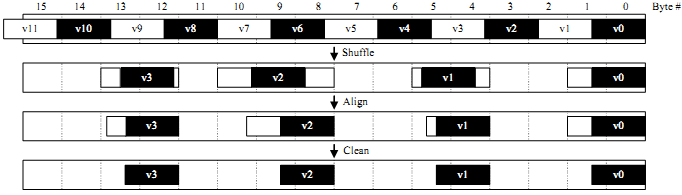 15 14 13 12 11 10 9 8 7 6 5 4 3 2 1 0 Byte #
v11 v10 v9 v8 v7 v6 v5 v4 v3 v2 v1 v0
Shuffle
v3 v2 v1 v0
Align
v3 v2 v1 v0
Clean
v3 v2 v1 v0